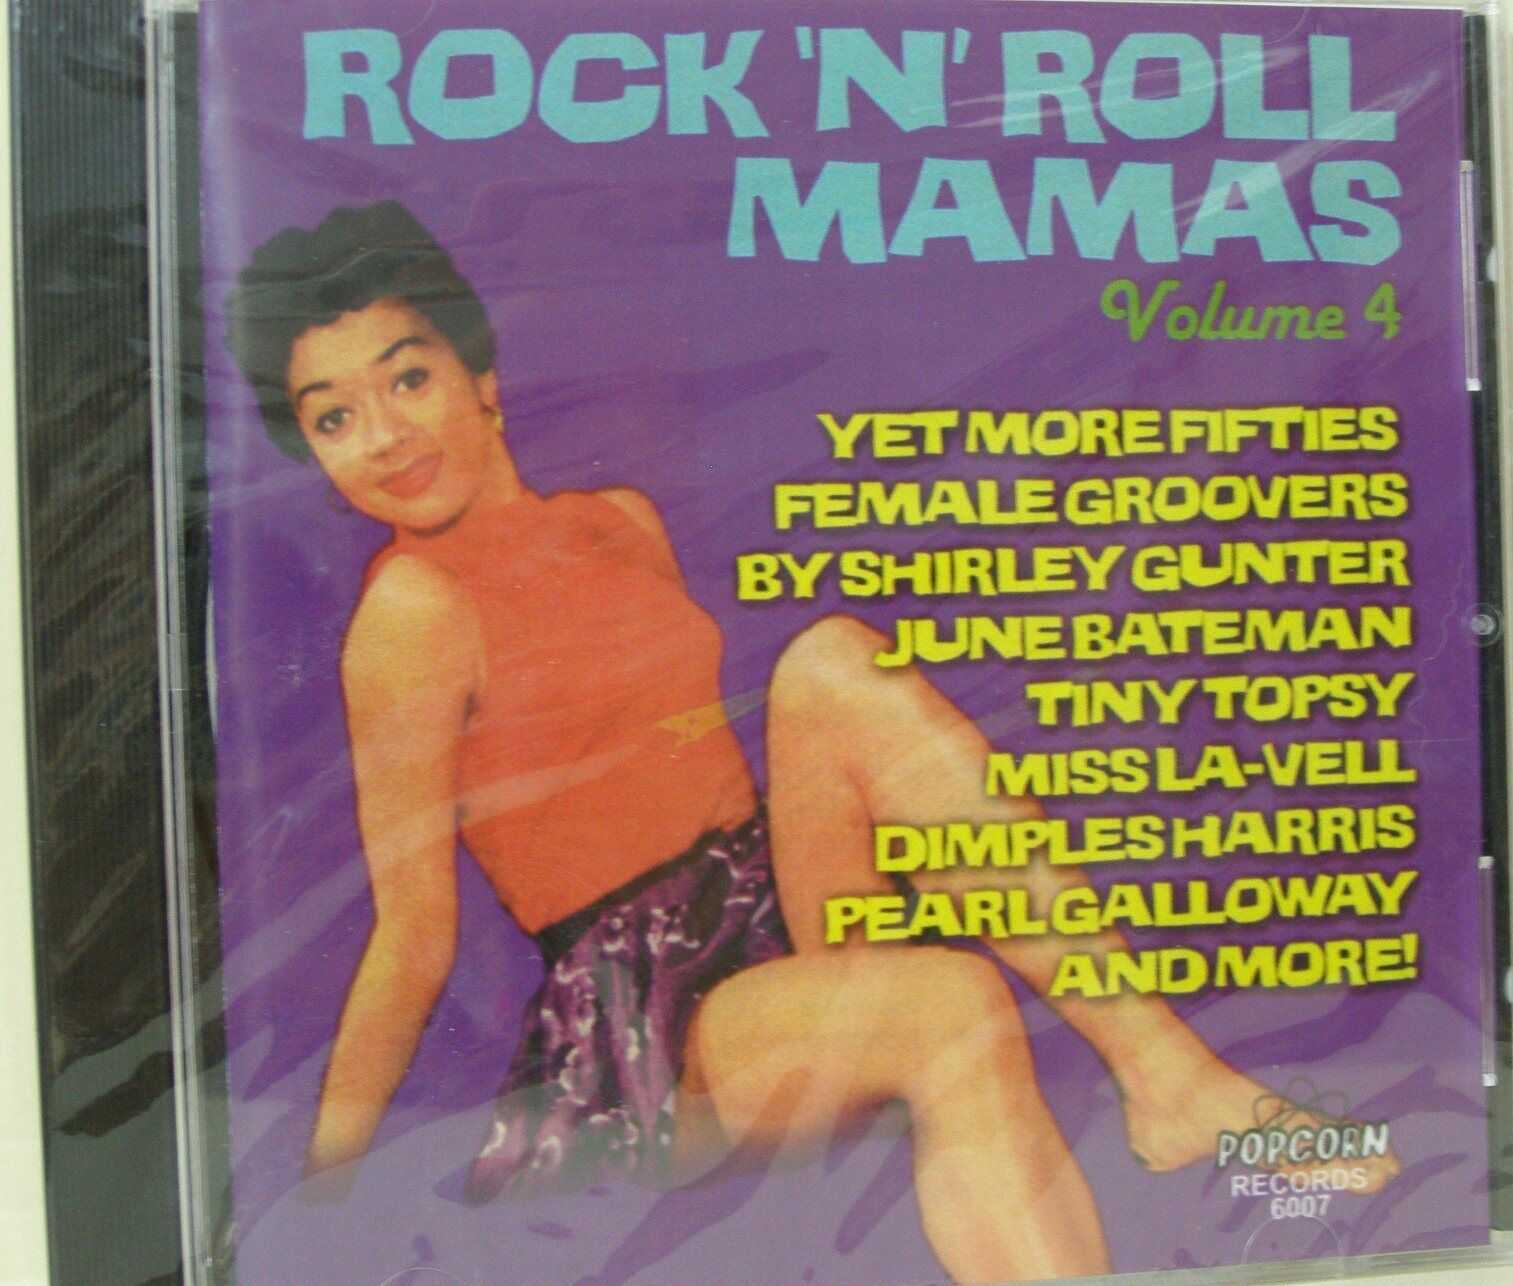 ROCK 'N' ROLL
MAMAS
Volume 4
YET MORE FIFTIES
FEMALE GROOVERS
BY SHIRLEY GUNTER
JUNE BATEMAN
TINY TOPSY
MISS LA-VELL
DIMPLES HARRIS
PEARL GALLOWAY
AND MORE!
POPCORN
RECORDS
6007